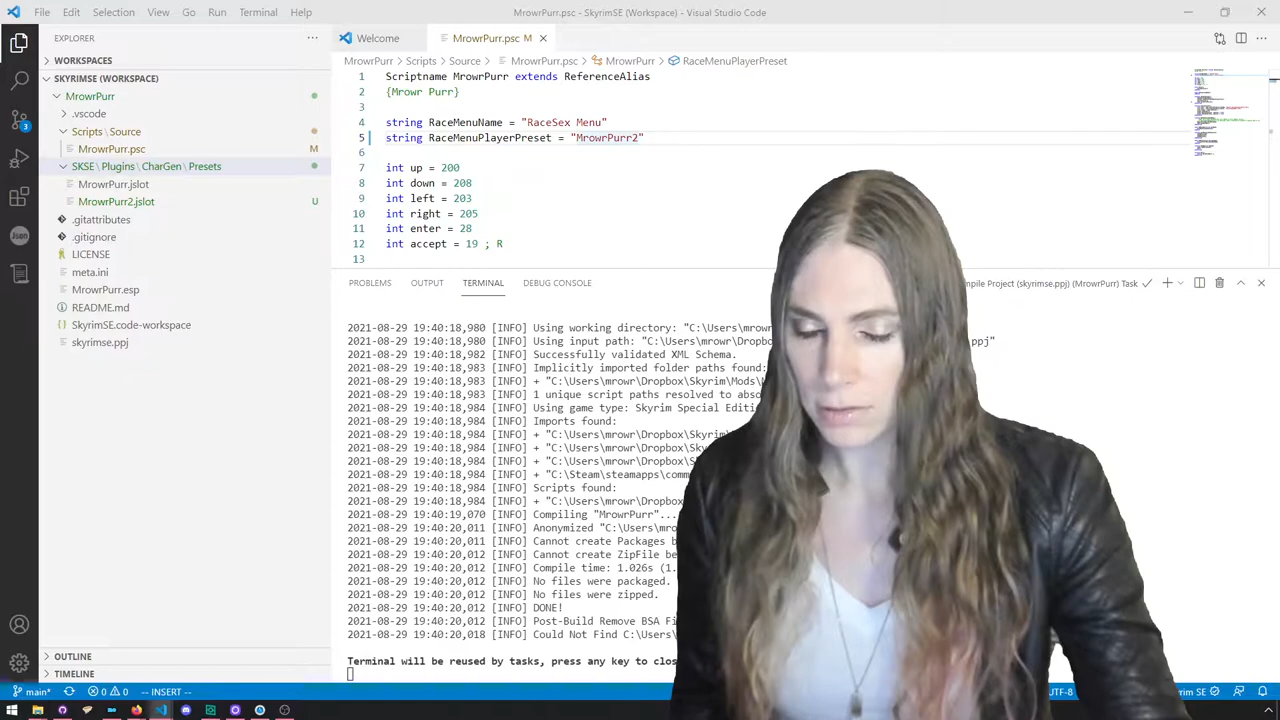 File Edit Selection View Go Run Terminal Help
MrowrPurr.psc - SkyrimSE (Workspace) - Visual Studio Code
EXPLORER
WORKSPACES
SKYRIMSE (WORKSPACE)
MrowrPurr
.vscode
Scripts \ Source
MrowrPurr.psc M
SKSE \ Plugins \ CharGen \ Presets
MrowrPurr.jslot
MrowrPurr2.jslot U
.gitattributes
.gitignore
LICENSE
meta.ini
MrowrPurr.esp
README.md
SkyrimSE.code-workspace
skyrimse.ppj
OUTLINE
TIMELINE
3
json
Welcome
MrowrPurr.psc M
MrowrPurr > Scripts > Source > MrowrPurr.psc > MrowrPurr > RaceMenuPlayerPreset
1 Scriptname MrowrPurr extends ReferenceAlias
2 {Mowr Purr}
3
4 string RaceMenuName = "RaceSex Menu"
5 string RaceMenuPlayerPreset = "MrowrPurr2"
6
7 int up = 200
8 int down = 208
9 int left = 203
10 int right = 205
11 int enter = 28
12 int accept = 19 ; R
13
PROBLEMS OUTPUT TERMINAL DEBUG CONSOLE
mpile Project (skyrimse.ppj) (MrowrPurr) Task
2021-08-29 19:40:18,980 [INFO] Using working directory: "C:\Users\mrowr
2021-08-29 19:40:18,980 [INFO] Using input path: "C:\Users\mrowr\Dropbo ppj"
2021-08-29 19:40:18,982 [INFO] Successfully validated XML Schema.
2021-08-29 19:40:18,983 [INFO] Implicitly imported folder paths found:
2021-08-29 19:40:18,983 [INFO] + "C:\Users\mrowr\Dropbox\Skyrim\Mods\
2021-08-29 19:40:18,983 [INFO] 1 unique script paths resolved to abso
2021-08-29 19:40:18,984 [INFO] Using game type: Skyrim Special Editi
2021-08-29 19:40:18,984 [INFO] Imports found:
2021-08-29 19:40:18,984 [INFO] + "C:\Users\mrowr\Dropbox\Skyrim\
2021-08-29 19:40:18,984 [INFO] + "C:\Users\mrowr\Dropbox\Sky
2021-08-29 19:40:18,984 [INFO] + "C:\Users\mrowr\Dropbox\S
2021-08-29 19:40:18,984 [INFO] + "C:\Steam\steamapps\comm
2021-08-29 19:40:18,984 [INFO] Scripts found:
2021-08-29 19:40:18,984 [INFO] + "C:\Users\mrowr\Dropbox
2021-08-29 19:40:19,070 [INFO] Compiling "MrowrPurr"...
2021-08-29 19:40:20,011 [INFO] Anonymized "C:\Users\mro
2021-08-29 19:40:20,011 [INFO] Cannot create Packages b
2021-08-29 19:40:20,012 [INFO] Cannot create ZipFile be
2021-08-29 19:40:20,012 [INFO] Compile time: 1.026s (1.
2021-08-29 19:40:20,012 [INFO] No files were packaged.
2021-08-29 19:40:20,012 [INFO] No files were zipped.
2021-08-29 19:40:20,012 [INFO] DONE!
2021-08-29 19:40:20,012 [INFO] Post-Build Remove BSA Fi
2021-08-29 19:40:20,018 [INFO] Could Not Find C:\Users\
Terminal will be reused by tasks, press any key to clos
main* 0 0 -- INSERT -- UTF-8 im SE